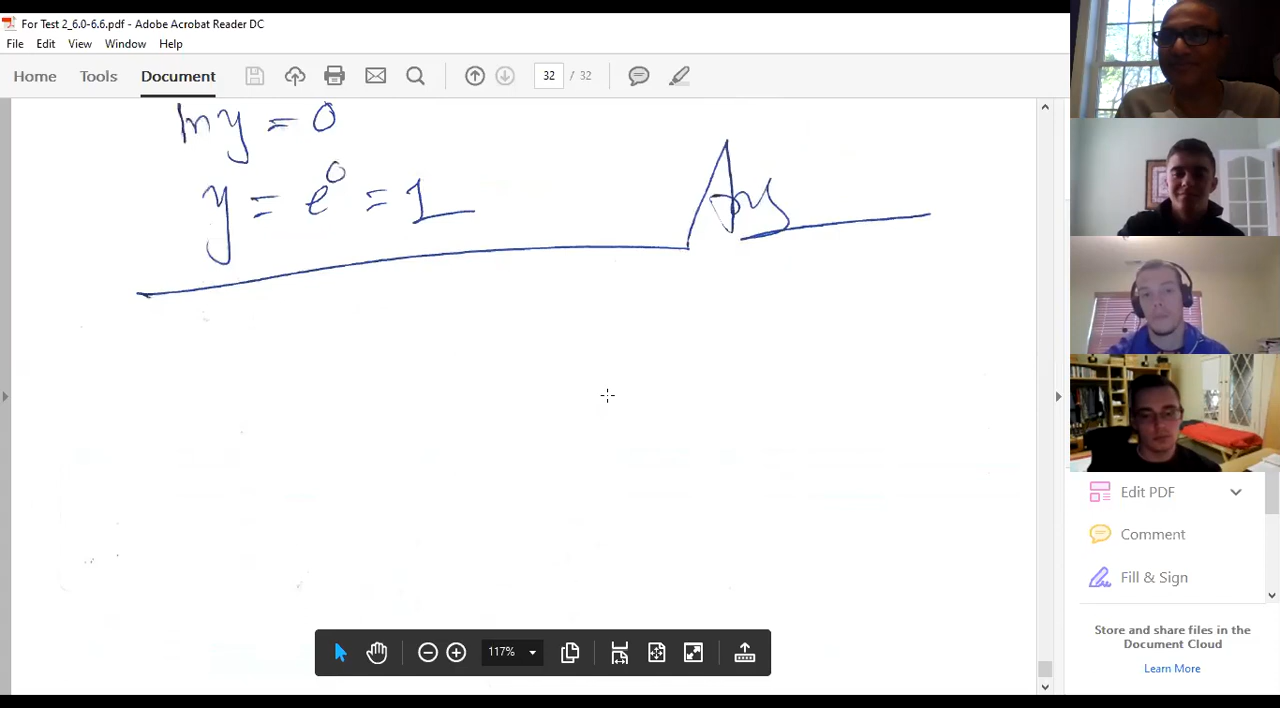 For Test 2_6.0-6.6.pdf - Adobe Acrobat Reader DC
File Edit View Window Help
Home Tools Document 32 / 32
ln y = 0
y = e^0 = 1
Ans
117%
Edit PDF
Comment
Fill & Sign
Store and share files in the
Document Cloud
Learn More